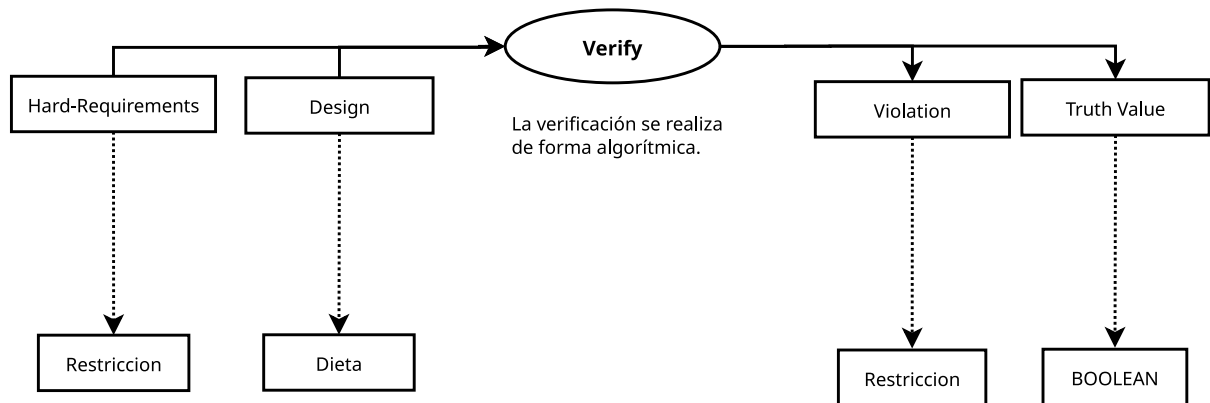 Verify
Hard-Requirements
Design
Violation
Truth Value
La verificación se realiza
de forma algorítmica.
Restriccion
Dieta
Restriccion
BOOLEAN